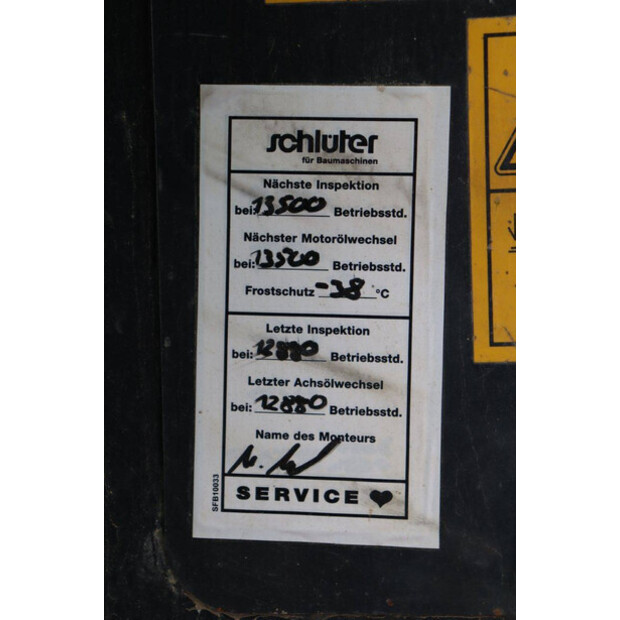 schlüter
für Baumaschinen
Nächste Inspektion
bei: 13500 Betriebsstd.
Nächster Motorölwechsel
bei: 13500 Betriebsstd.
Frostschutz -38 °C
Letzte Inspektion
bei: 12880 Betriebsstd.
Letzter Achsölwechsel
bei: 12880 Betriebsstd.
Name des Monteurs
SERVICE
SFB10033